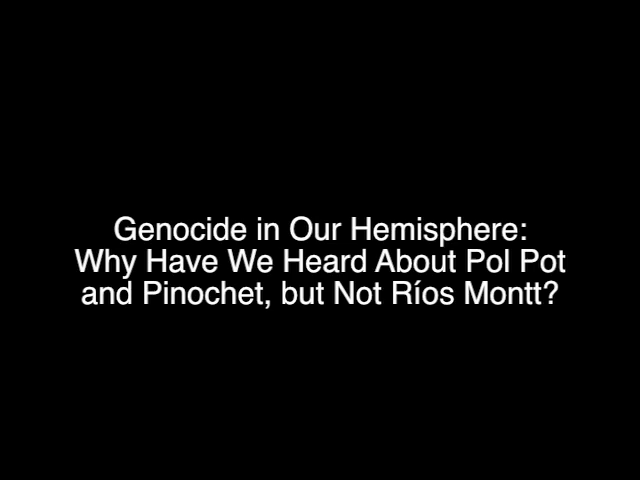 Genocide in Our Hemisphere:
Why Have We Heard About Pol Pot
and Pinochet, but Not Ríos Montt?